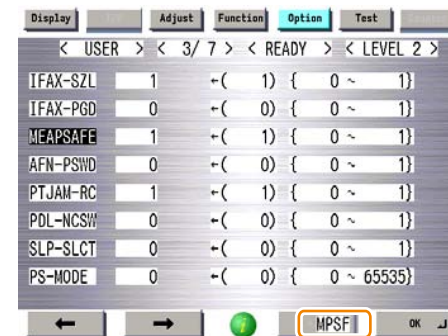 Display Adjust Function Option Test
< USER > < 3/ 7 > < READY > < LEVEL 2 >
IFAX-SZL 1 ←( 1) { 0 ~ 1}
IFAX-PGD 0 ←( 0) { 0 ~ 1}
MEAPSAFE 1 ←( 1) { 0 ~ 1}
AFN-PSWD 0 ←( 0) { 0 ~ 1}
PTJAM-RC 1 ←( 1) { 0 ~ 1}
PDL-NCSW 0 ←( 0) { 0 ~ 1}
SLP-SLCT 0 ←( 0) { 0 ~ 1}
PS-MODE 0 ←( 0) { 0 ~ 65535}
← → i MPSF OK